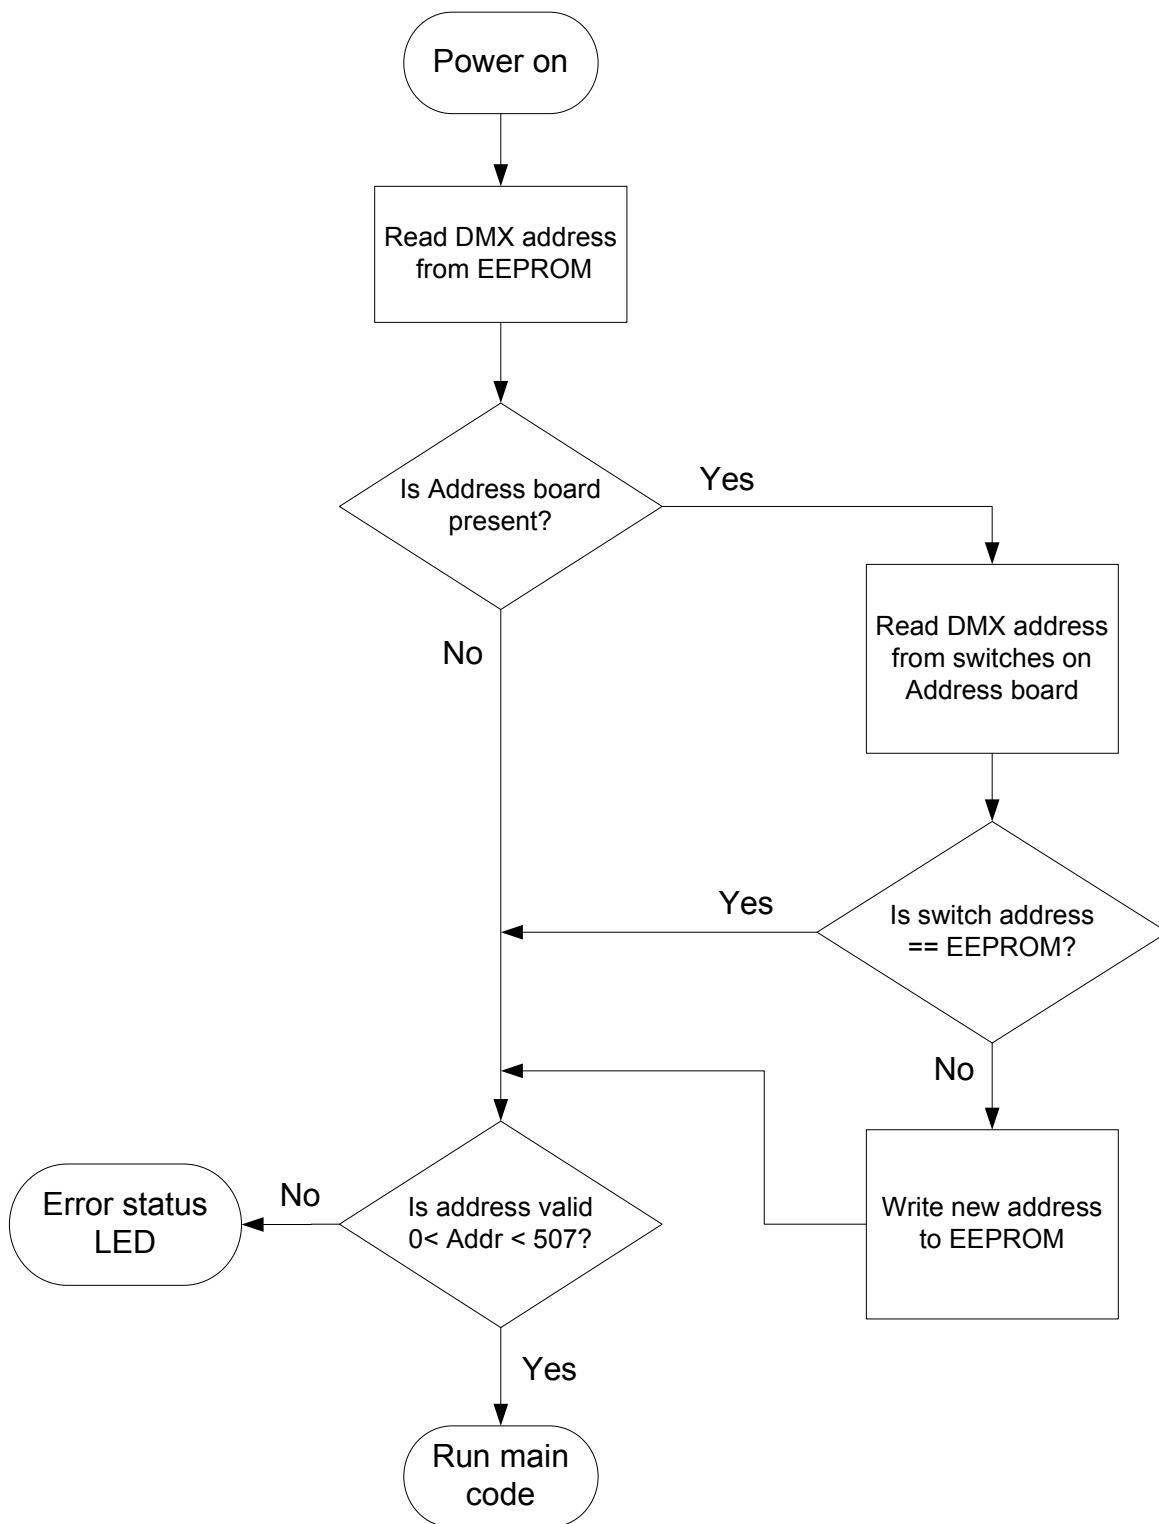 Power on
Read DMX address
from EEPROM
Is Address board
present?
Yes
No
Read DMX address
from switches on
Address board
Is switch address
== EEPROM?
Yes
No
Write new address
to EEPROM
Is address valid
0< Addr < 507?
No
Error status
LED
Yes
Run main
code